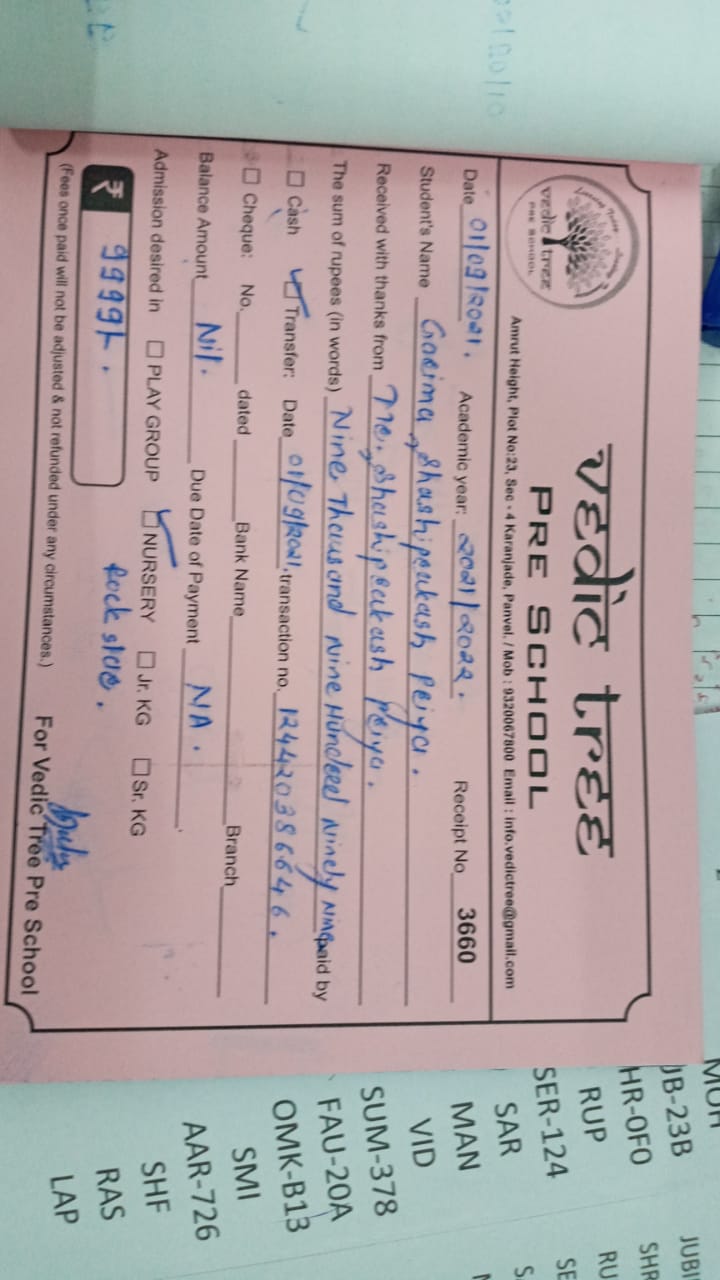 vedic tree
PRE SCHOOL
vedic tree
PRE SCHOOL
Amrut Height, Plot No:23, Sec - 4 Karanjade, Panvel. / Mob : 9320067800 Email : info.vedictree@gmail.com
Date 01/09/2021. Academic year: 2021/2022. Receipt No 3660
Student's Name Garima Shashiprakash Priya.
Received with thanks from Mr. Shashiprakash Priya.
The sum of rupees (in words) Nine Thousand Nine Hundred Ninety Nine paid by
Cash Transfer: Date 01/09/2021, transaction no. 124420386646.
Cheque: No. dated Bank Name Branch
Balance Amount Nil. Due Date of Payment NA.
Admission desired in PLAY GROUP NURSERY Jr. KG Sr. KG
₹ 9999/. Rock star.
(Fees once paid will not be adjusted & not refunded under any circumstances.) For Vedic Tree Pre School
JB-23B JUBI
HR-0F0 SHR
RUP RU
SER-124 SE
SAR S
MAN
VID
SUM-378
FAU-20A
OMK-B13
SMI
AAR-726
SHF
RAS
LAP